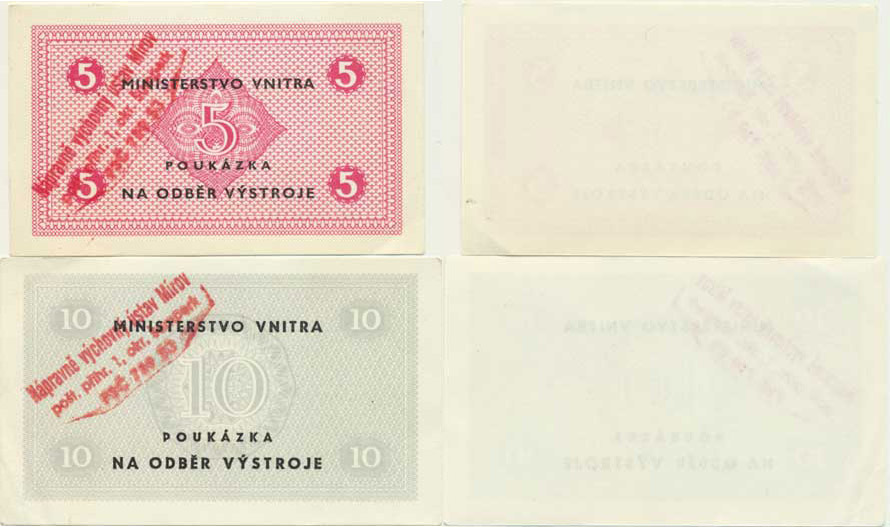 5 5
MINISTERSTVO VNITRA
5
POUKÁZKA
NA ODBĚR VÝSTROJE
5 5
Nápravně výchovný ústav Mírov
pošt. přihr. 1, okr. Šumperk
PSČ 789 53
10 10
MINISTERSTVO VNITRA
10
POUKÁZKA
NA ODBĚR VÝSTROJE
10 10
Nápravně výchovný ústav Mírov
pošt. přihr. 1, okr. Šumperk
PSČ 789 53